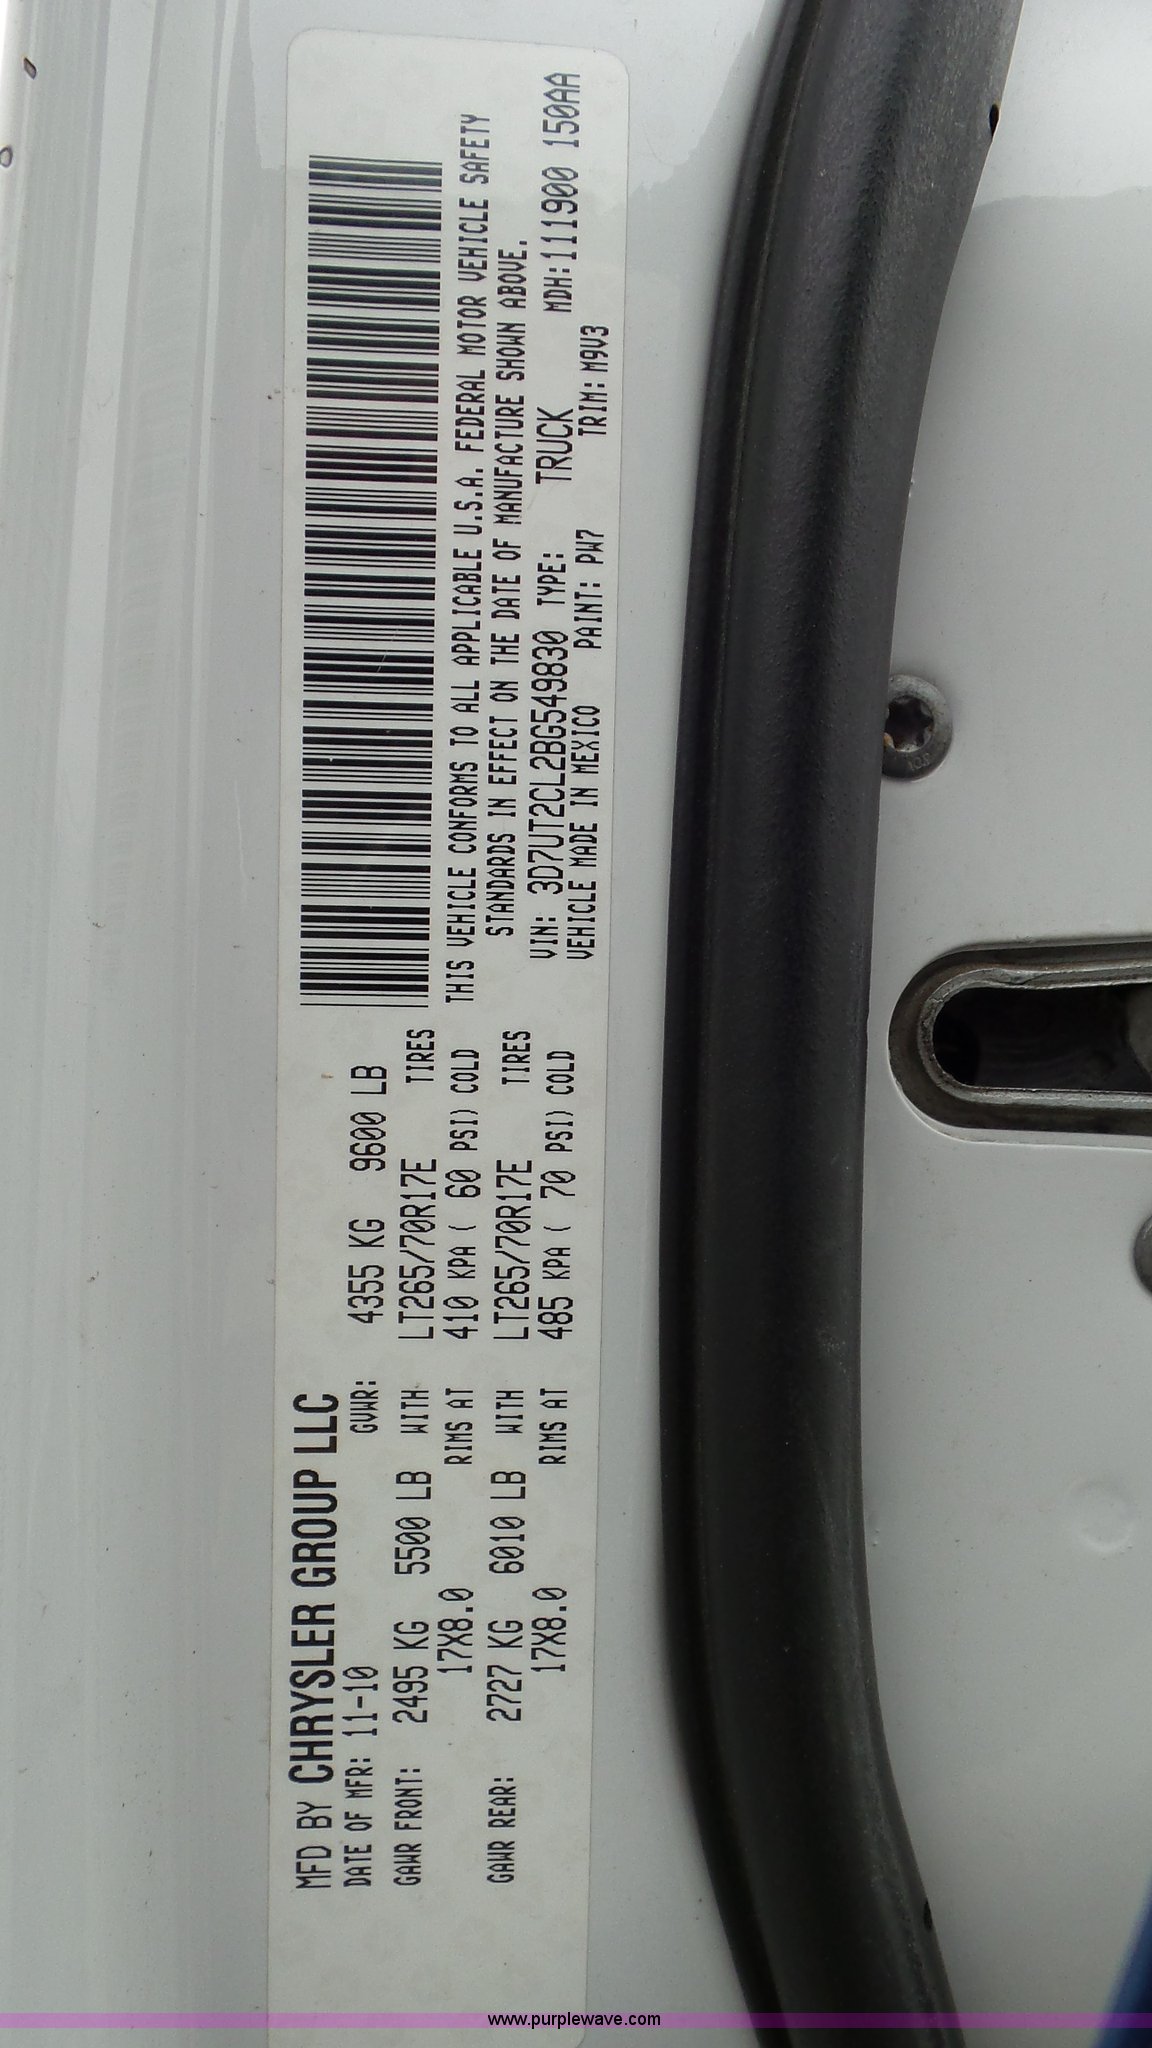 MFD BY CHRYSLER GROUP LLC
DATE OF MFR: 11-10 GVWR: 4355 KG 9600 LB
GAWR FRONT: 2495 KG 5500 LB WITH LT265/70R17E TIRES
17X8.0 RIMS AT 410 KPA ( 60 PSI) COLD
GAWR REAR: 2727 KG 6010 LB WITH LT265/70R17E TIRES
17X8.0 RIMS AT 485 KPA ( 70 PSI) COLD
THIS VEHICLE CONFORMS TO ALL APPLICABLE U.S.A. FEDERAL MOTOR VEHICLE SAFETY
STANDARDS IN EFFECT ON THE DATE OF MANUFACTURE SHOWN ABOVE.
VIN: 3D7UT2CL2BG549830 TYPE: TRUCK MDH:111900 150AA
VEHICLE MADE IN MEXICO PAINT: PW7 TRIM: M9V3
www.purplewave.com